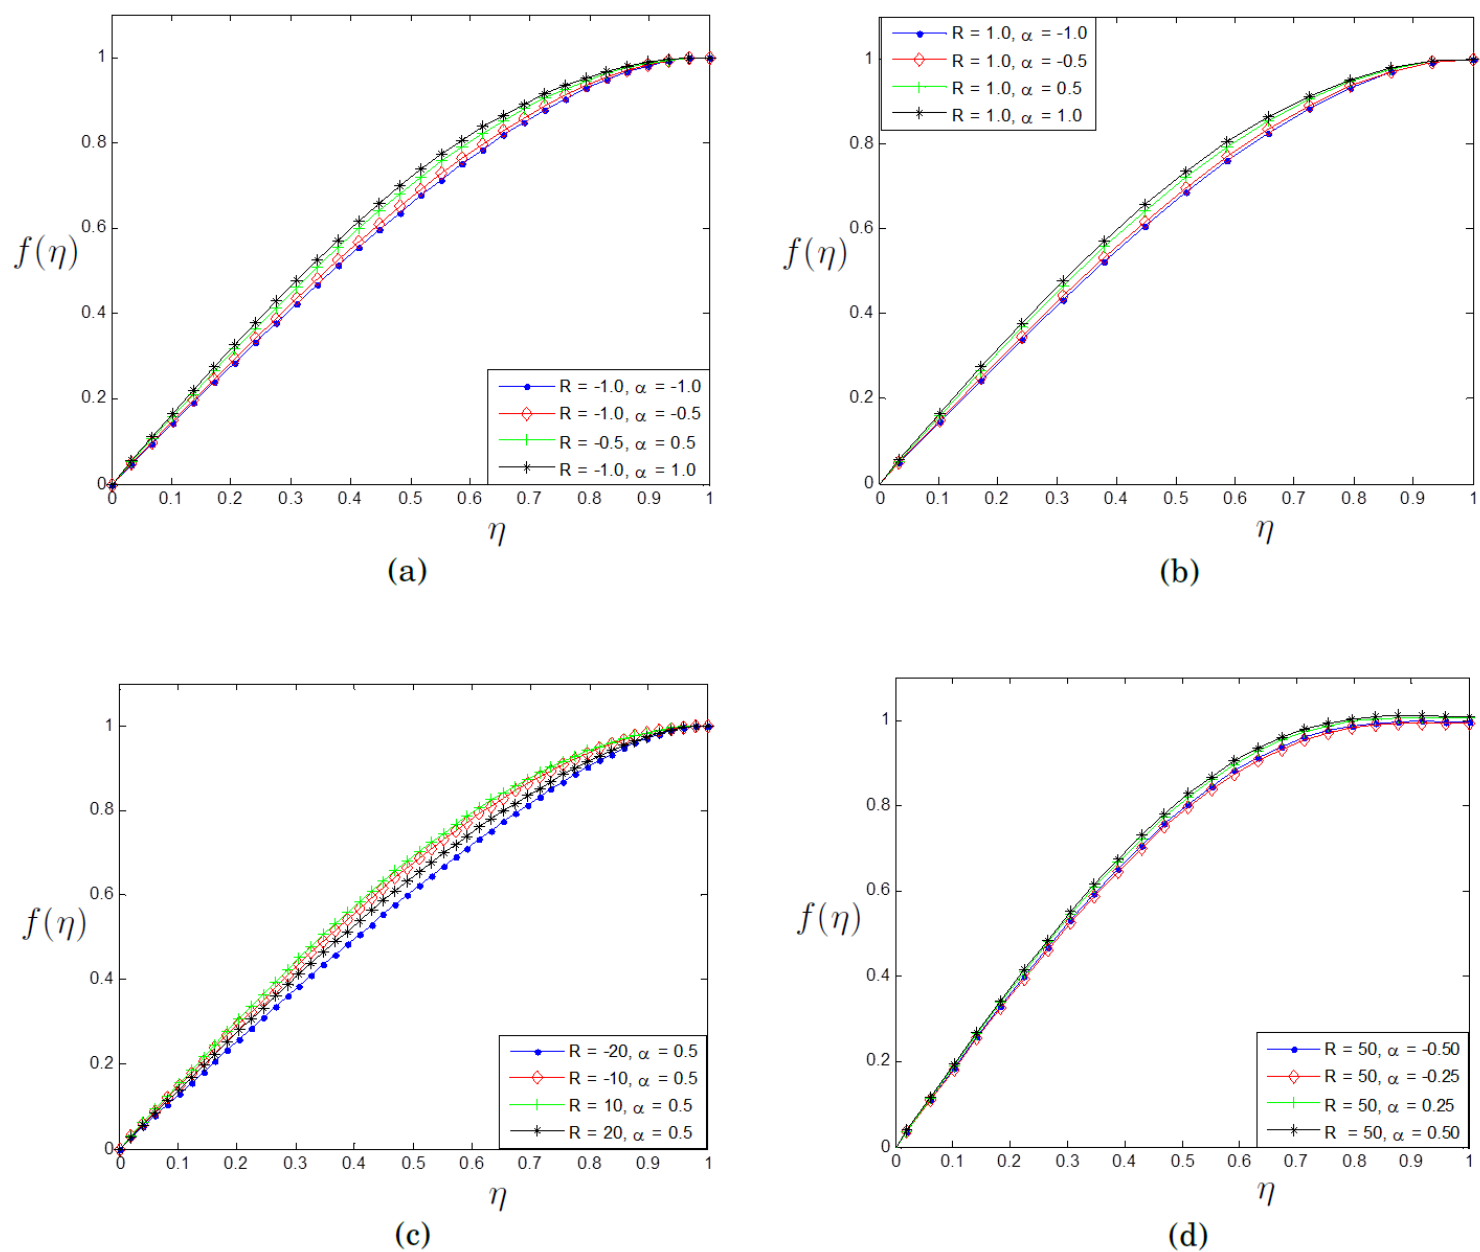 1
0.8
0.6
f(η)
0.4
0.2
0
0 0.1 0.2 0.3 0.4 0.5 0.6 0.7 0.8 0.9 1
η
R = -1.0, α = -1.0
R = -1.0, α = -0.5
R = -0.5, α = 0.5
R = -1.0, α = 1.0
(a)
R = 1.0, α = -1.0
R = 1.0, α = -0.5
R = 1.0, α = 0.5
R = 1.0, α = 1.0
1
0.8
0.6
f(η)
0.4
0.2
0
0 0.1 0.2 0.3 0.4 0.5 0.6 0.7 0.8 0.9 1
η
(b)
1
0.8
0.6
f(η)
0.4
0.2
0
0 0.1 0.2 0.3 0.4 0.5 0.6 0.7 0.8 0.9 1
η
R = -20, α = 0.5
R = -10, α = 0.5
R = 10, α = 0.5
R = 20, α = 0.5
(c)
1
0.8
0.6
f(η)
0.4
0.2
0
0 0.1 0.2 0.3 0.4 0.5 0.6 0.7 0.8 0.9 1
η
R = 50, α = -0.50
R = 50, α = -0.25
R = 50, α = 0.25
R = 50, α = 0.50
(d)